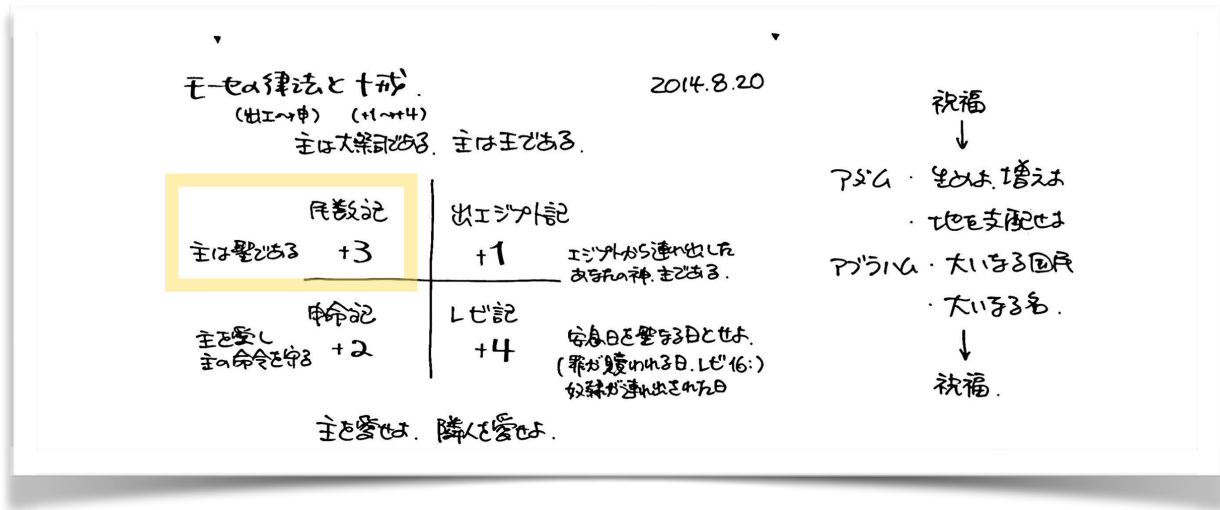 モーセの律法と十戒.
2014.8.20
(出エ〜申) (+1〜+4)
主は大祭司である. 主は王である.
民数記
主は聖である +3
出エジプト記
+1
エジプトから連れ出した
あなたの神.主である.
申命記
主を愛し
主の命令を守る +2
レビ記
+4
安息日を聖なる日とせよ.
(罪が贖われる日.レビ16:)
奴隷が連れ出された日
主を愛せよ. 隣人を愛せよ.
祝福
↓
アダム・生めよ.増えよ
・地を支配せよ
アブラハム・大いなる国民
・大いなる名.
↓
祝福.